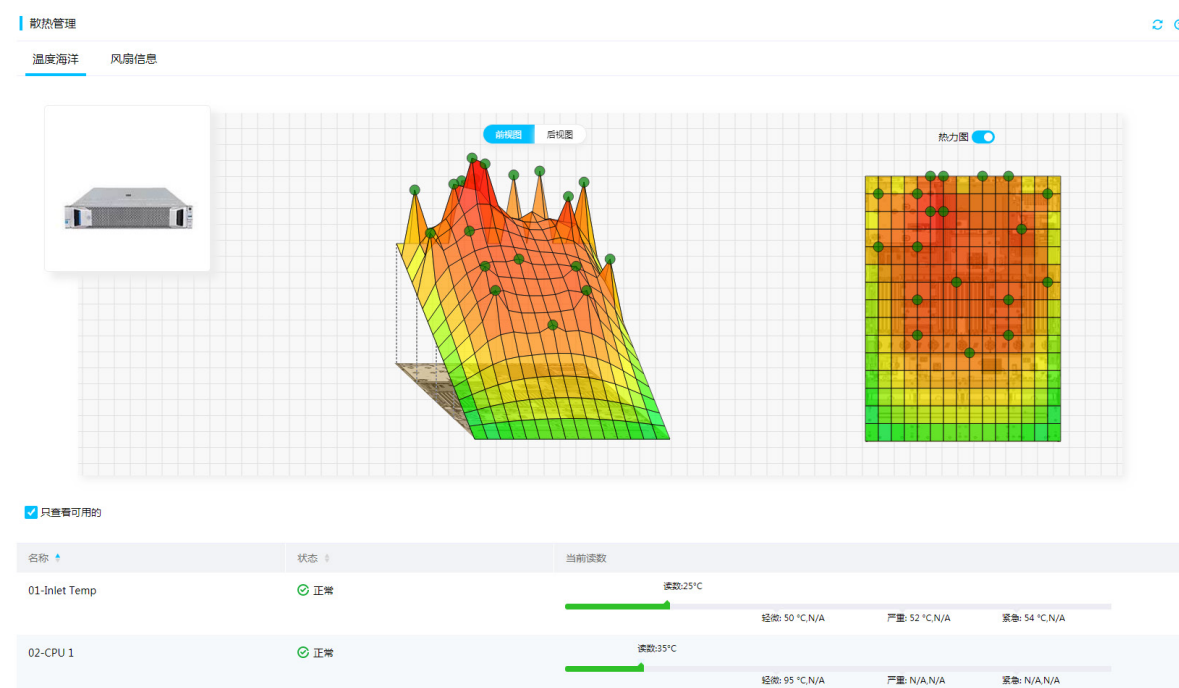 散热管理
温度海洋 风扇信息
前视图 后视图
热力图
只查看可用的
名称 状态 当前读数
01-Inlet Temp 正常 读数:25°C
轻微: 50 °C,N/A 严重: 52 °C,N/A 紧急: 54 °C,N/A
02-CPU 1 正常 读数:35°C
轻微: 95 °C,N/A 严重: N/A,N/A 紧急: N/A,N/A